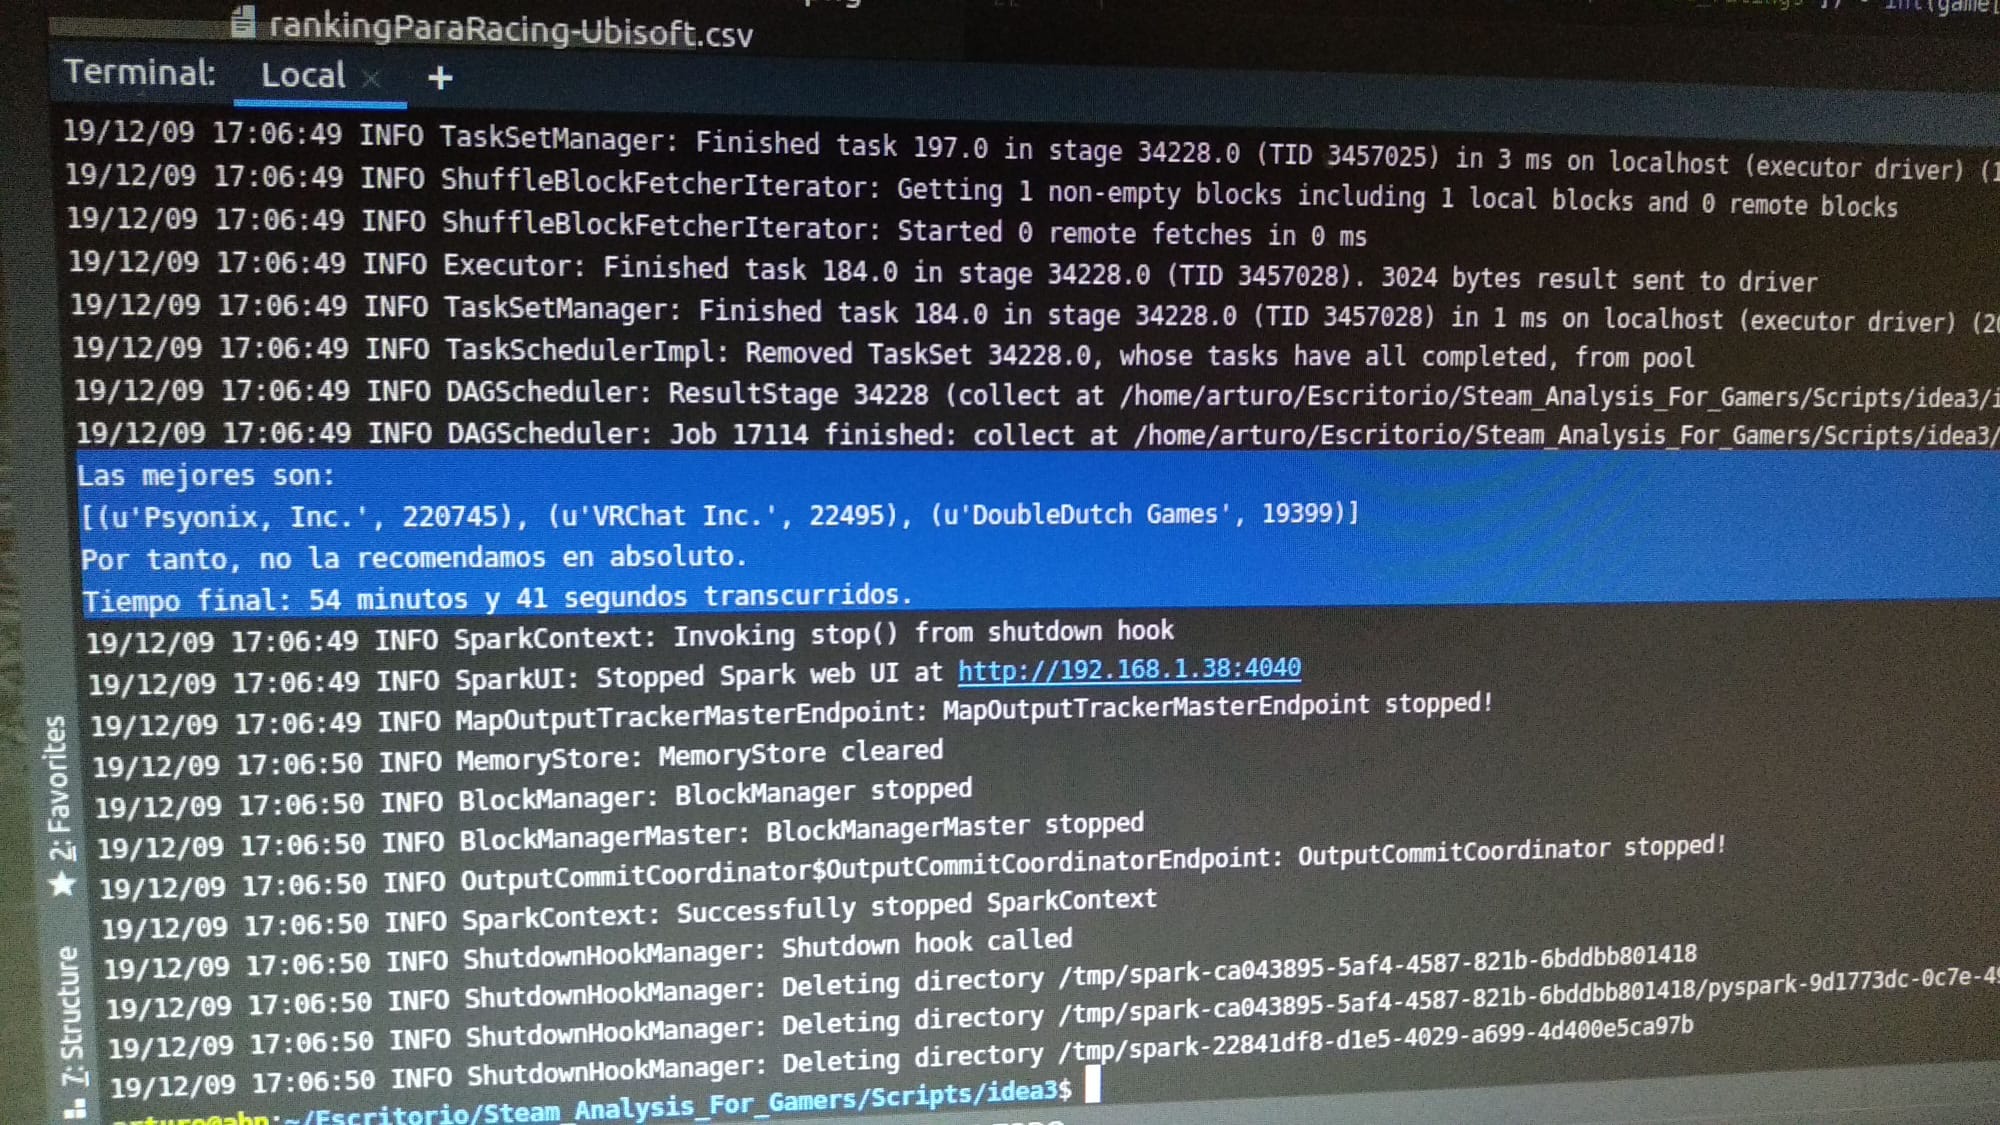 rankingParaRacing-Ubisoft.csv
Terminal: Local × +
19/12/09 17:06:49 INFO TaskSetManager: Finished task 197.0 in stage 34228.0 (TID 3457025) in 3 ms on localhost (executor driver) (1
19/12/09 17:06:49 INFO ShuffleBlockFetcherIterator: Getting 1 non-empty blocks including 1 local blocks and 0 remote blocks
19/12/09 17:06:49 INFO ShuffleBlockFetcherIterator: Started 0 remote fetches in 0 ms
19/12/09 17:06:49 INFO Executor: Finished task 184.0 in stage 34228.0 (TID 3457028). 3024 bytes result sent to driver
19/12/09 17:06:49 INFO TaskSetManager: Finished task 184.0 in stage 34228.0 (TID 3457028) in 1 ms on localhost (executor driver) (20
19/12/09 17:06:49 INFO TaskSchedulerImpl: Removed TaskSet 34228.0, whose tasks have all completed, from pool
19/12/09 17:06:49 INFO DAGScheduler: ResultStage 34228 (collect at /home/arturo/Escritorio/Steam_Analysis_For_Gamers/Scripts/idea3/i
19/12/09 17:06:49 INFO DAGScheduler: Job 17114 finished: collect at /home/arturo/Escritorio/Steam_Analysis_For_Gamers/Scripts/idea3/
Las mejores son:
[(u'Psyonix, Inc.', 220745), (u'VRChat Inc.', 22495), (u'DoubleDutch Games', 19399)]
Por tanto, no la recomendamos en absoluto.
Tiempo final: 54 minutos y 41 segundos transcurridos.
19/12/09 17:06:49 INFO SparkContext: Invoking stop() from shutdown hook
19/12/09 17:06:49 INFO SparkUI: Stopped Spark web UI at http://192.168.1.38:4040
19/12/09 17:06:49 INFO MapOutputTrackerMasterEndpoint: MapOutputTrackerMasterEndpoint stopped!
19/12/09 17:06:50 INFO MemoryStore: MemoryStore cleared
19/12/09 17:06:50 INFO BlockManager: BlockManager stopped
19/12/09 17:06:50 INFO BlockManagerMaster: BlockManagerMaster stopped
19/12/09 17:06:50 INFO OutputCommitCoordinator$OutputCommitCoordinatorEndpoint: OutputCommitCoordinator stopped!
19/12/09 17:06:50 INFO SparkContext: Successfully stopped SparkContext
19/12/09 17:06:50 INFO ShutdownHookManager: Shutdown hook called
19/12/09 17:06:50 INFO ShutdownHookManager: Deleting directory /tmp/spark-ca043895-5af4-4587-821b-6bddbb801418
19/12/09 17:06:50 INFO ShutdownHookManager: Deleting directory /tmp/spark-ca043895-5af4-4587-821b-6bddbb801418/pyspark-9d1773dc-0c7e-49
19/12/09 17:06:50 INFO ShutdownHookManager: Deleting directory /tmp/spark-22841df8-d1e5-4029-a699-4d400e5ca97b
arturo@abp:~/Escritorio/Steam_Analysis_For_Gamers/Scripts/idea3$
2: Favorites
7: Structure